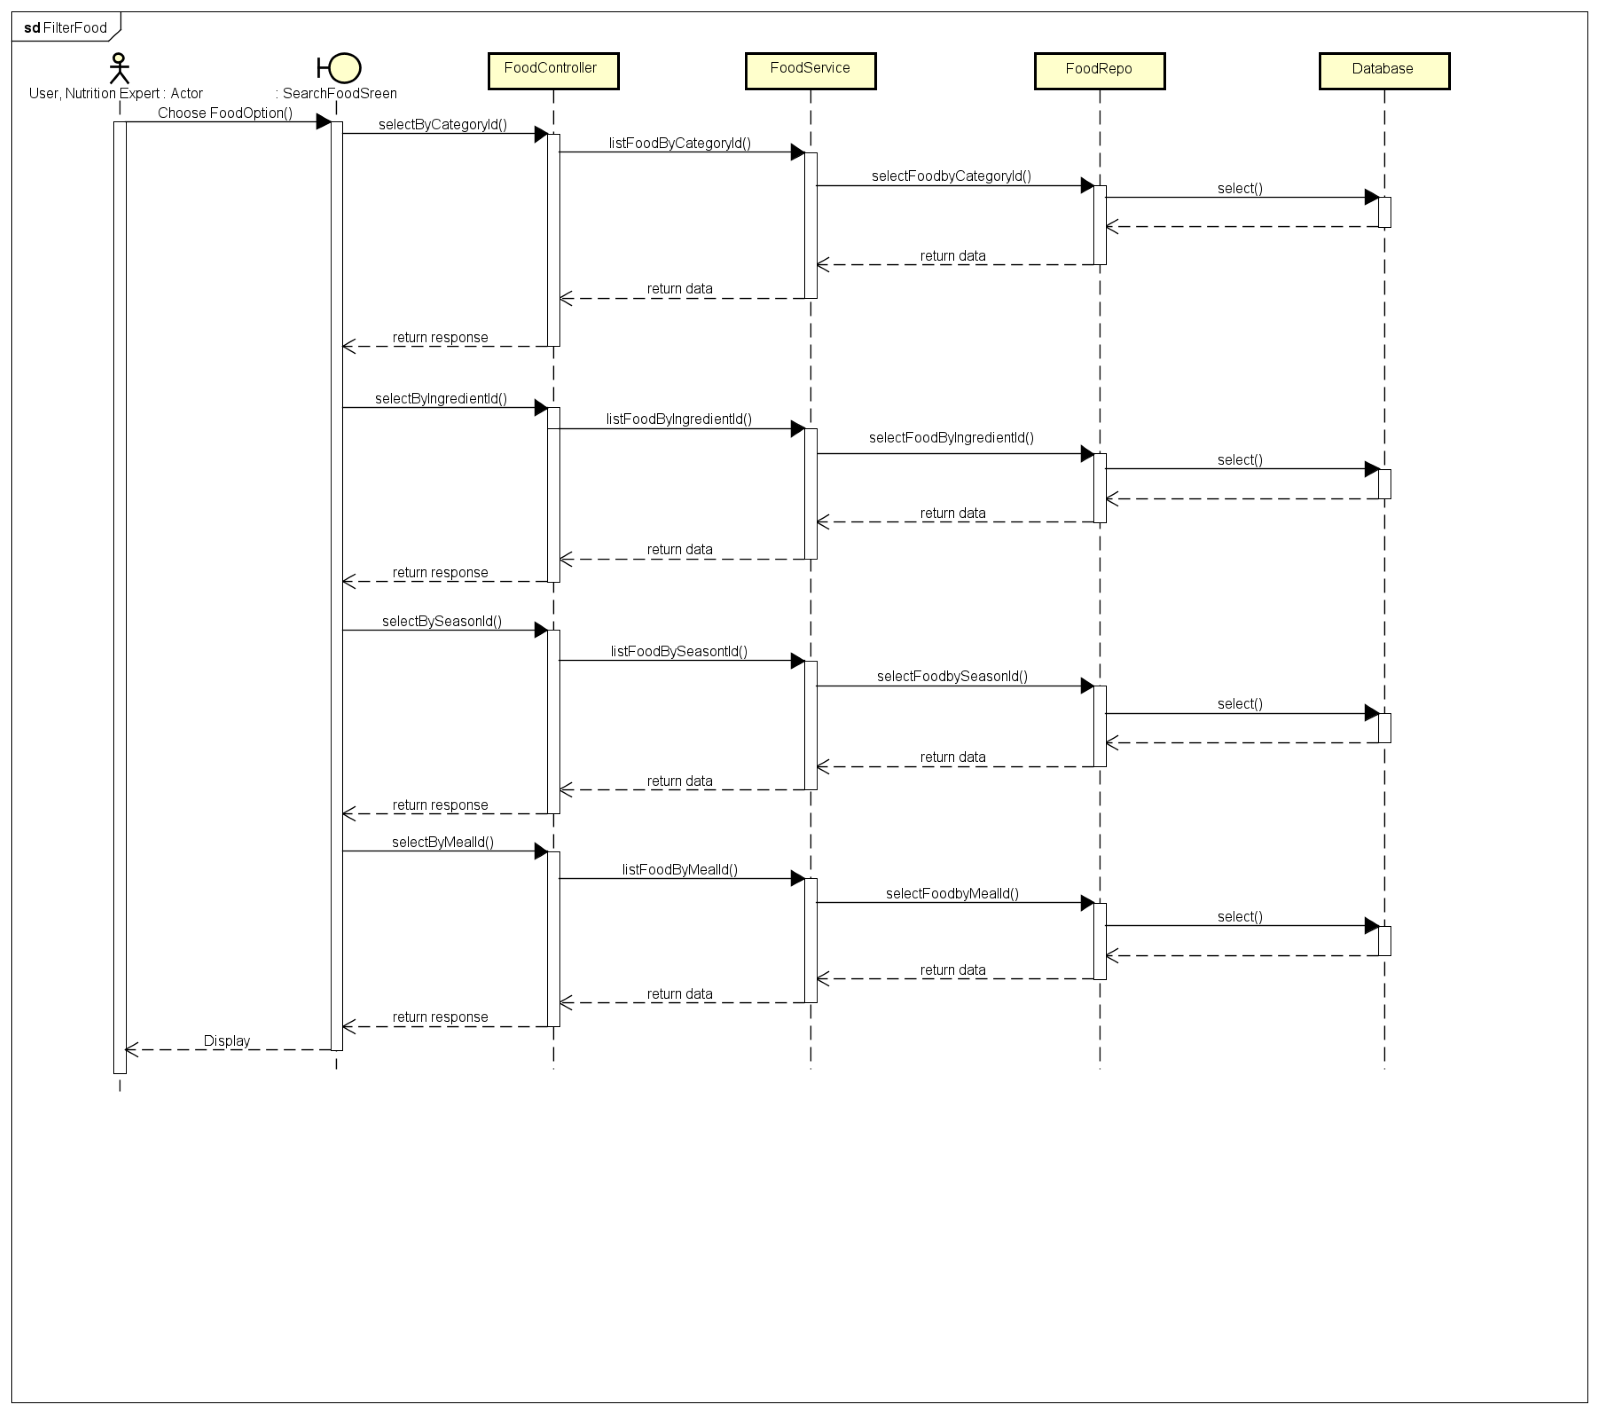 sd FilterFood
User, Nutrition Expert : Actor
: SearchFoodSreen
FoodController
FoodService
FoodRepo
Database
Choose FoodOption()
selectByCategoryId()
listFoodByCategoryId()
selectFoodbyCategoryId()
select()
return data
return data
return response
selectByIngredientId()
listFoodByIngredientId()
selectFoodByIngredientId()
select()
return data
return data
return response
selectBySeasonId()
listFoodBySeasontId()
selectFoodbySeasonId()
select()
return data
return data
return response
selectByMealId()
listFoodByMealId()
selectFoodbyMealId()
select()
return data
return data
return response
Display